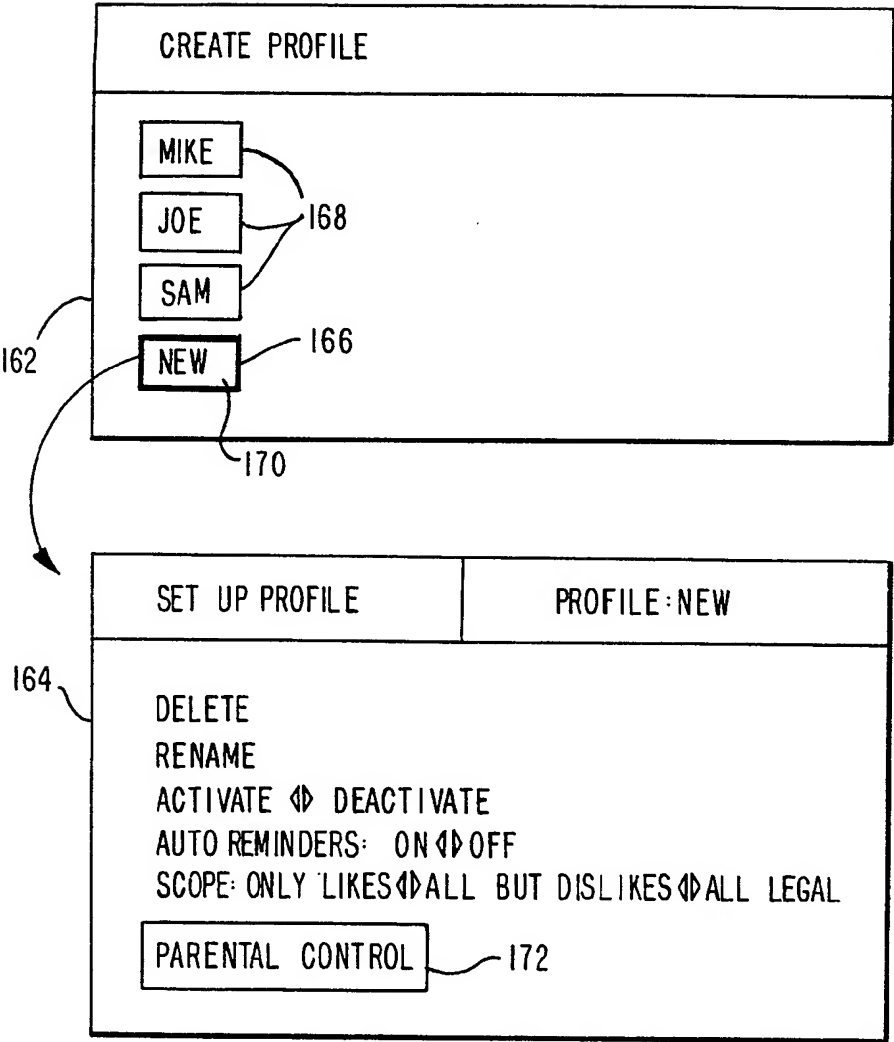 CREATE PROFILE
MIKE
JOE
168
SAM
162
NEW
166
170
SET UP PROFILE
PROFILE: NEW
164
DELETE
RENAME
ACTIVATE ◁▷ DEACTIVATE
AUTO REMINDERS: ON ◁▷ OFF
SCOPE: ONLY LIKES ◁▷ ALL BUT DISLIKES ◁▷ ALL LEGAL
PARENTAL CONTROL
172